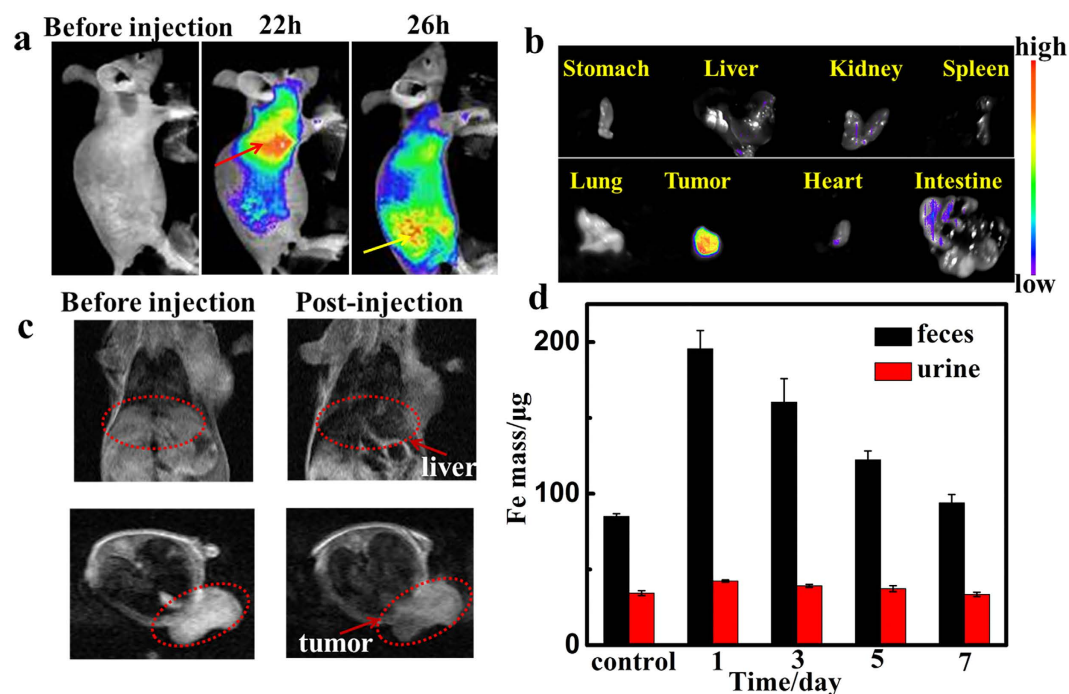 a
Before injection 22h 26h
b
Stomach Liver Kidney Spleen
Lung Tumor Heart Intestine
high
low
c
Before injection Post-injection
liver
tumor
d
Fe mass/µg
200
100
0
feces
urine
control 1 3 5 7
Time/day